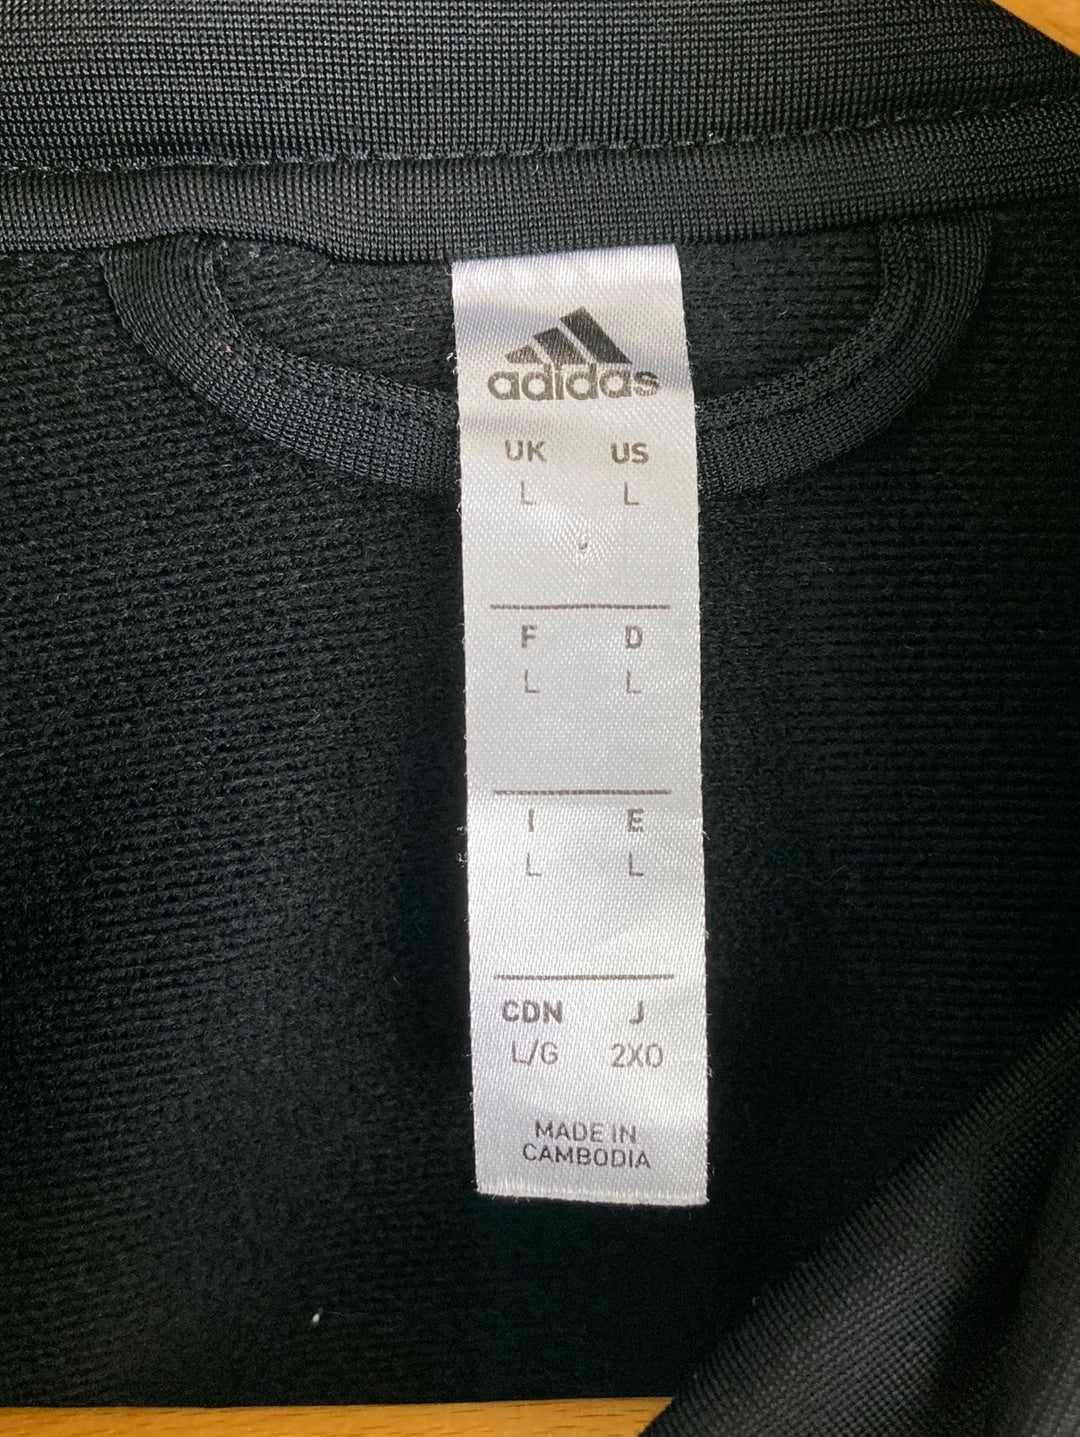 adidas
UK US
L L
F D
L L
I E
L L
CDN J
L/G 2XO
MADE IN
CAMBODIA